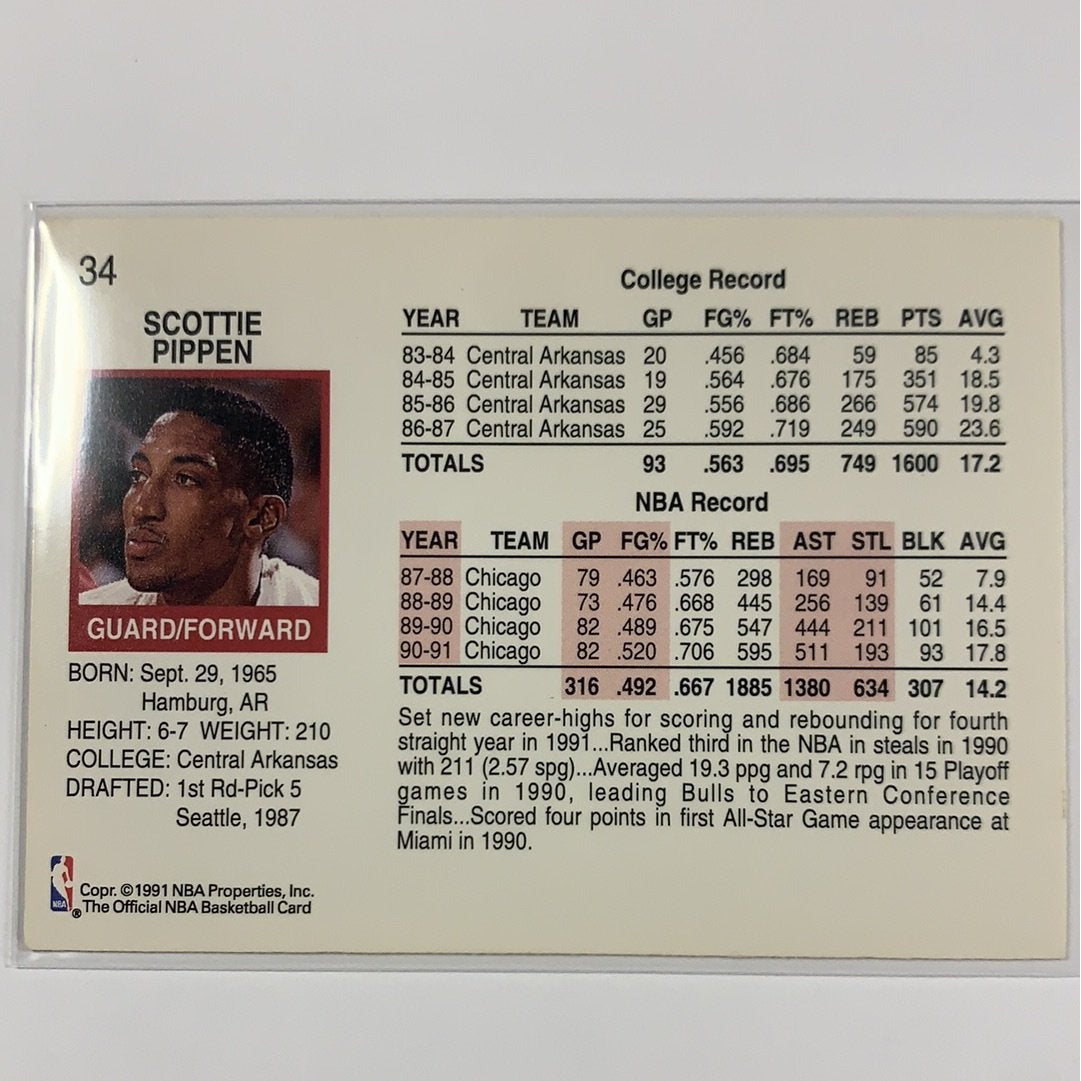 34
SCOTTIE
PIPPEN
GUARD/FORWARD
BORN: Sept. 29, 1965
Hamburg, AR
HEIGHT: 6-7 WEIGHT: 210
COLLEGE: Central Arkansas
DRAFTED: 1st Rd-Pick 5
Seattle, 1987
NBA
®
Copr. ©1991 NBA Properties, Inc.
The Official NBA Basketball Card
College Record
YEAR TEAM GP FG% FT% REB PTS AVG
83-84 Central Arkansas 20 .456 .684 59 85 4.3
84-85 Central Arkansas 19 .564 .676 175 351 18.5
85-86 Central Arkansas 29 .556 .686 266 574 19.8
86-87 Central Arkansas 25 .592 .719 249 590 23.6
TOTALS 93 .563 .695 749 1600 17.2
NBA Record
YEAR TEAM GP FG% FT% REB AST STL BLK AVG
87-88 Chicago 79 .463 .576 298 169 91 52 7.9
88-89 Chicago 73 .476 .668 445 256 139 61 14.4
89-90 Chicago 82 .489 .675 547 444 211 101 16.5
90-91 Chicago 82 .520 .706 595 511 193 93 17.8
TOTALS 316 .492 .667 1885 1380 634 307 14.2
Set new career-highs for scoring and rebounding for fourth
straight year in 1991...Ranked third in the NBA in steals in 1990
with 211 (2.57 spg)...Averaged 19.3 ppg and 7.2 rpg in 15 Playoff
games in 1990, leading Bulls to Eastern Conference
Finals...Scored four points in first All-Star Game appearance at
Miami in 1990.